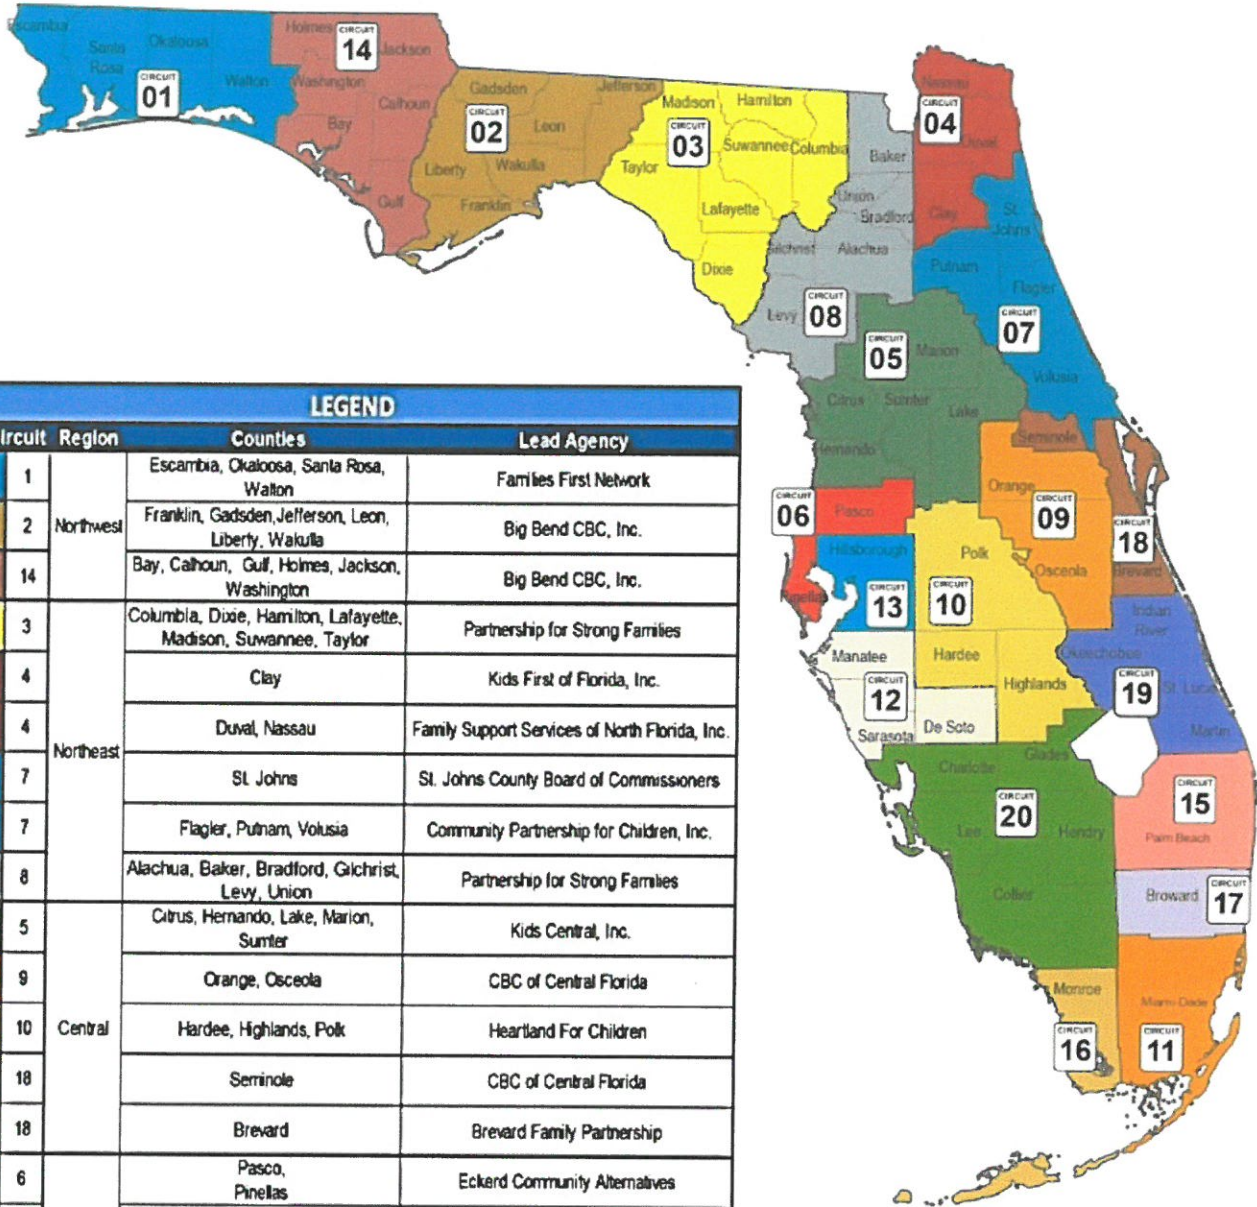 Escambia
Santa
Rosa
Okaloosa
Walton
CIRCUIT
01
Holmes
CIRCUIT
14
Jackson
Washington
Calhoun
Bay
Gulf
Gadsden
Jefferson
CIRCUIT
02
Leon
Liberty
Wakulla
Franklin
Madison
Hamilton
CIRCUIT
03
Suwannee
Columbia
Taylor
Lafayette
Dixie
Baker
Union
Bradford
Gilchrist
Alachua
Levy
CIRCUIT
08
Nassau
CIRCUIT
04
Duval
Clay
St.
Johns
Putnam
Flagler
CIRCUIT
07
Volusia
CIRCUIT
05
Marion
Citrus
Sumter
Lake
Hernando
Seminole
Orange
CIRCUIT
09
Osceola
CIRCUIT
18
Brevard
CIRCUIT
06
Pasco
Pinellas
Hillsborough
CIRCUIT
13
Polk
CIRCUIT
10
Hardee
Highlands
Manatee
CIRCUIT
12
Sarasota
De Soto
Indian
River
Okeechobee
CIRCUIT
19
St. Lucie
Martin
Charlotte
Glades
CIRCUIT
20
Lee
Hendry
Collier
CIRCUIT
15
Palm Beach
Broward
CIRCUIT
17
Monroe
CIRCUIT
16
Miami-Dade
CIRCUIT
11
LEGEND
ircuit Region Counties Lead Agency
1 Escambia, Okaloosa, Santa Rosa,
Walton Families First Network
Northwest
2 Franklin, Gadsden,Jefferson, Leon,
Liberty, Wakulla Big Bend CBC, Inc.
14 Bay, Calhoun, Gulf, Holmes, Jackson,
Washington Big Bend CBC, Inc.
3 Columbia, Dixie, Hamilton, Lafayette,
Madison, Suwannee, Taylor Partnership for Strong Families
4 Clay Kids First of Florida, Inc.
4 Duval, Nassau Family Support Services of North Florida, Inc.
Northeast
7 St. Johns St. Johns County Board of Commissioners
7 Flagler, Putnam, Volusia Community Partnership for Children, Inc.
8 Alachua, Baker, Bradford, Gilchrist,
Levy, Union Partnership for Strong Families
5 Citrus, Hernando, Lake, Marion,
Sumter Kids Central, Inc.
9 Orange, Osceola CBC of Central Florida
10 Central Hardee, Highlands, Polk Heartland For Children
18 Seminole CBC of Central Florida
18 Brevard Brevard Family Partnership
6 Pasco,
Pinellas Eckerd Community Alternatives